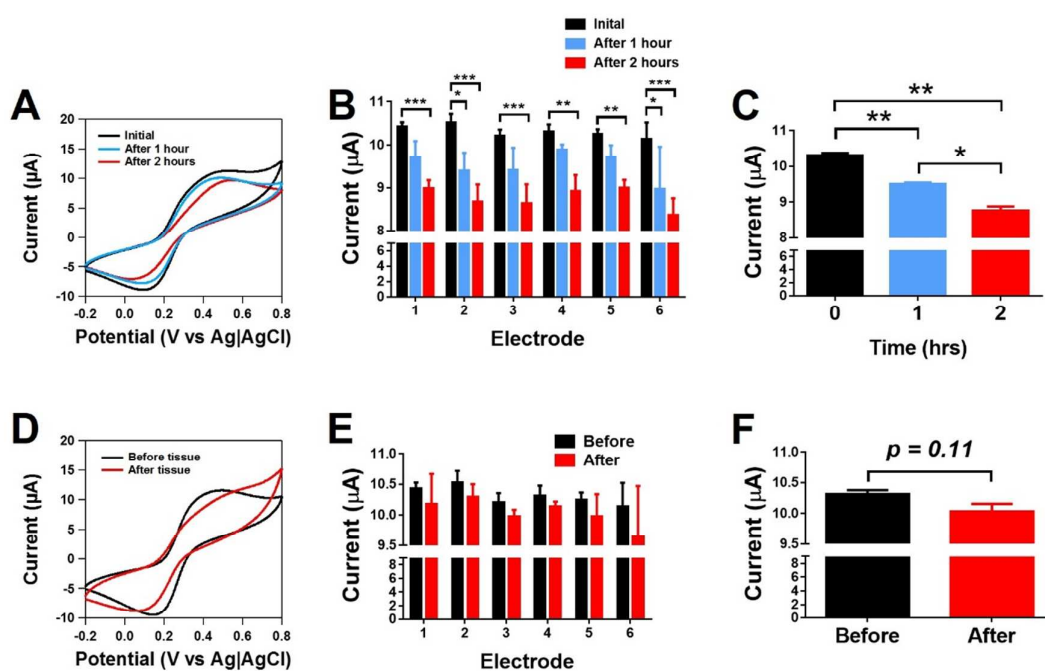 A
20
15
10
5
0
-5
-10
Current (µA)
Initial
After 1 hour
After 2 hours
-0.2 0.0 0.2 0.4 0.6 0.8
Potential (V vs Ag|AgCl)
Inital
After 1 hour
After 2 hours
B
11
10
9
8
6
5
4
3
2
1
0
Current (µA)
***
***
*
***
**
**
***
*
1 2 3 4 5 6
Electrode
C
11
10
9
8
6
5
4
3
2
1
0
Current (µA)
**
**
*
0 1 2
Time (hrs)
D
20
15
10
5
0
-5
-10
Current (µA)
Before tissue
After tissue
-0.2 0.0 0.2 0.4 0.6 0.8
Potential (V vs Ag|AgCl)
E
Before
After
11.0
10.5
10.0
9.5
8
6
4
2
0
Current (µA)
1 2 3 4 5 6
Electrode
F
p = 0.11
11.0
10.5
10.0
9.5
8
6
4
2
0
Current (µA)
Before After